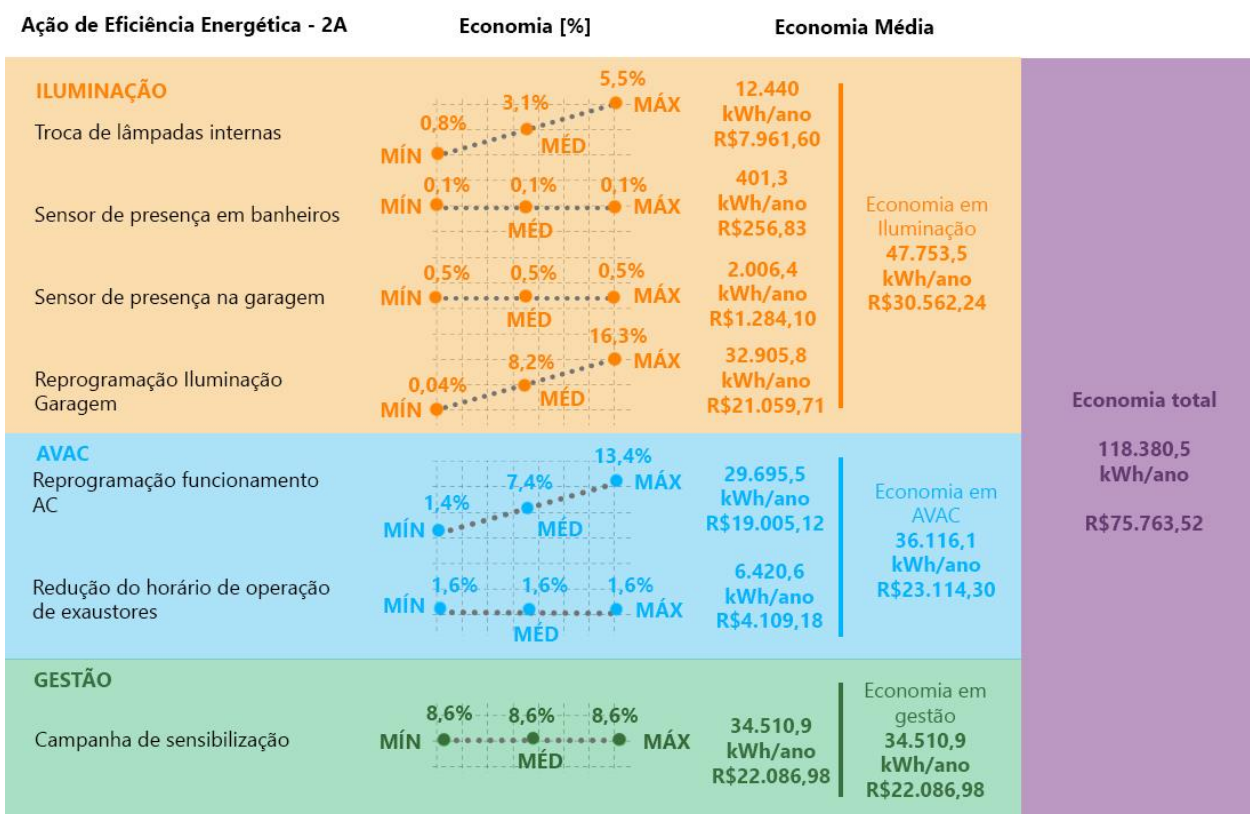 Ação de Eficiência Energética - 2A
Economia [%]
Economia Média
ILUMINAÇÃO
Troca de lâmpadas internas
0,8%
3,1%
5,5%
MÍN
MÉD
MÁX
12.440
kWh/ano
R$7.961,60
Sensor de presença em banheiros
0,1%
0,1%
0,1%
MÍN
MÉD
MÁX
401,3
kWh/ano
R$256,83
Sensor de presença na garagem
0,5%
0,5%
0,5%
MÍN
MÉD
MÁX
2.006,4
kWh/ano
R$1.284,10
Reprogramação Iluminação
Garagem
0,04%
8,2%
16,3%
MÍN
MÉD
MÁX
32.905,8
kWh/ano
R$21.059,71
Economia em
Iluminação
47.753,5
kWh/ano
R$30.562,24
AVAC
Reprogramação funcionamento
AC
1,4%
7,4%
13,4%
MÍN
MÉD
MÁX
29.695,5
kWh/ano
R$19.005,12
Redução do horário de operação
de exaustores
1,6%
1,6%
1,6%
MÍN
MÉD
MÁX
6.420,6
kWh/ano
R$4.109,18
Economia em
AVAC
36.116,1
kWh/ano
R$23.114,30
GESTÃO
Campanha de sensibilização
8,6%
8,6%
8,6%
MÍN
MÉD
MÁX
34.510,9
kWh/ano
R$22.086,98
Economia em
gestão
34.510,9
kWh/ano
R$22.086,98
Economia total
118.380,5
kWh/ano
R$75.763,52